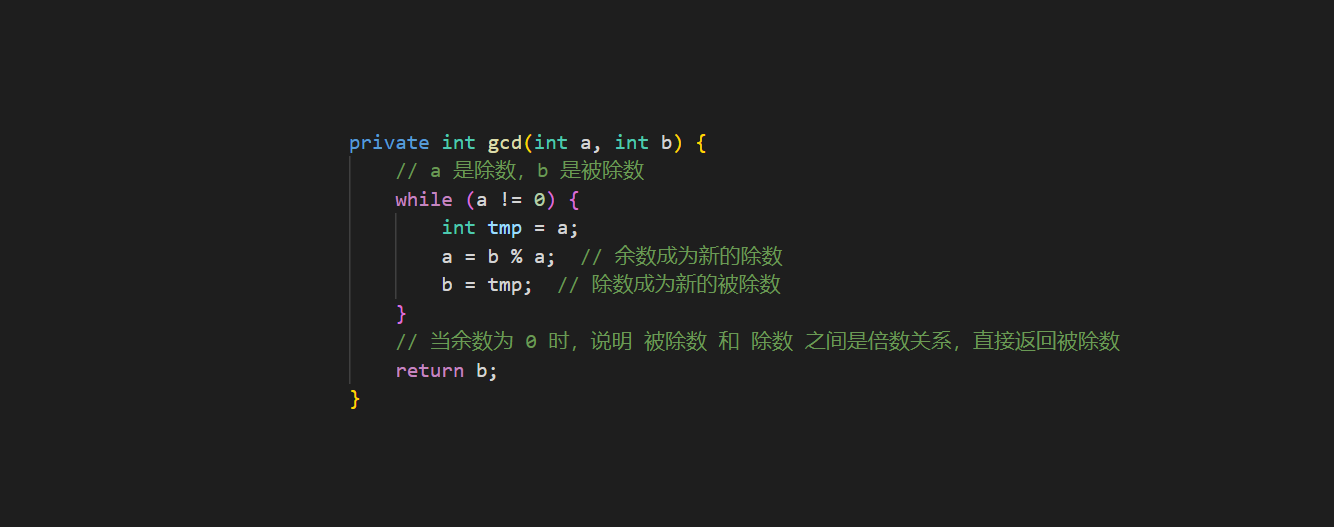 private int gcd(int a, int b) {
    // a 是除数，b 是被除数
    while (a != 0) {
        int tmp = a;
        a = b % a;  // 余数成为新的除数
        b = tmp;  // 除数成为新的被除数
    }
    // 当余数为 0 时，说明 被除数 和 除数 之间是倍数关系，直接返回被除数
    return b;
}